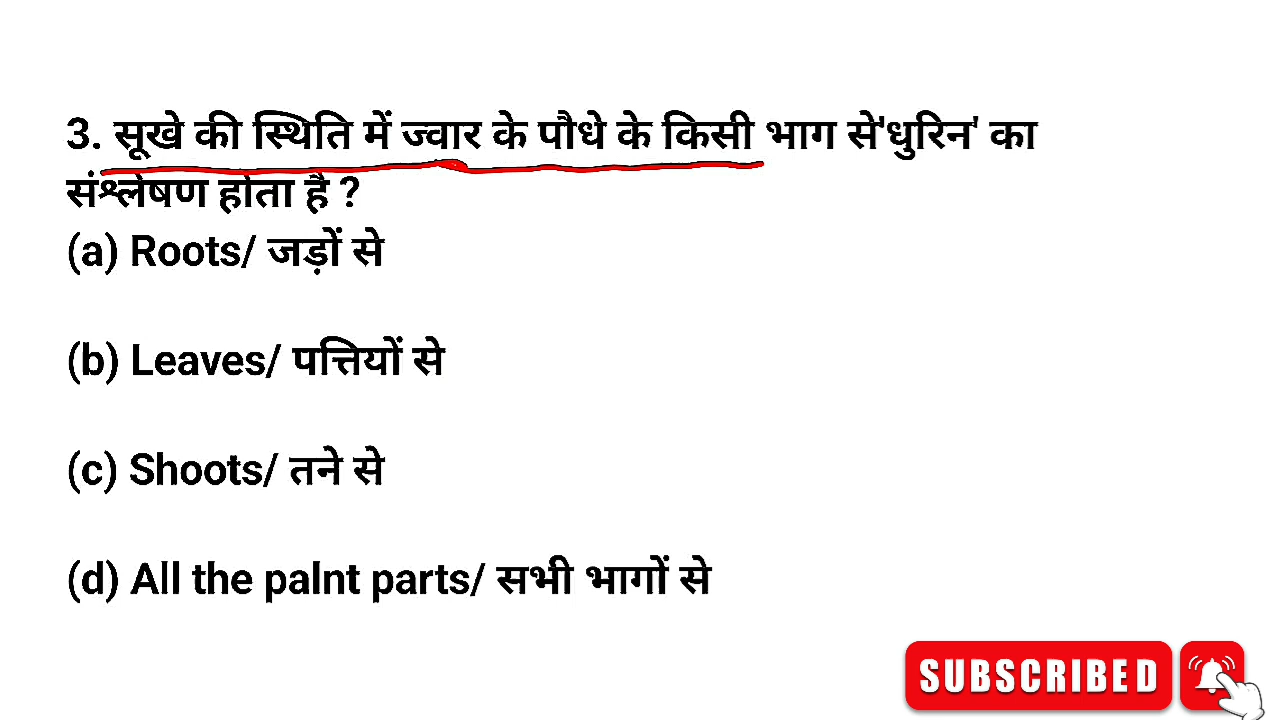 3. सूखे की स्थिति में ज्वार के पौधे के किसी भाग से'धुरिन' का
संश्लेषण होता है ?
(a) Roots/ जड़ों से
(b) Leaves/ पत्तियों से
(c) Shoots/ तने से
(d) All the palnt parts/ सभी भागों से
SUBSCRIBED